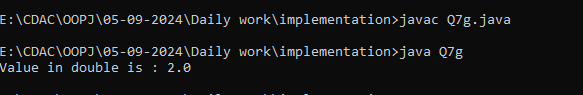 E:\CDAC\OOPJ\05-09-2024\Daily work\implementation>javac Q7g.java
E:\CDAC\OOPJ\05-09-2024\Daily work\implementation>java Q7g
Value in double is : 2.0